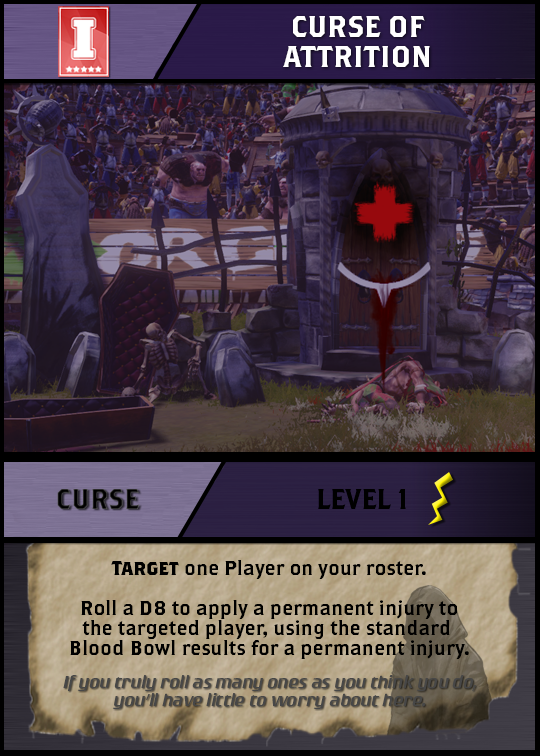 I
CURSE OF
ATTRITION
CURSE
LEVEL 1
TARGET one Player on your roster.
Roll a D8 to apply a permanent injury to
the targeted player, using the standard
Blood Bowl results for a permanent injury.
If you truly roll as many ones as you think you do,
you'll have little to worry about here.